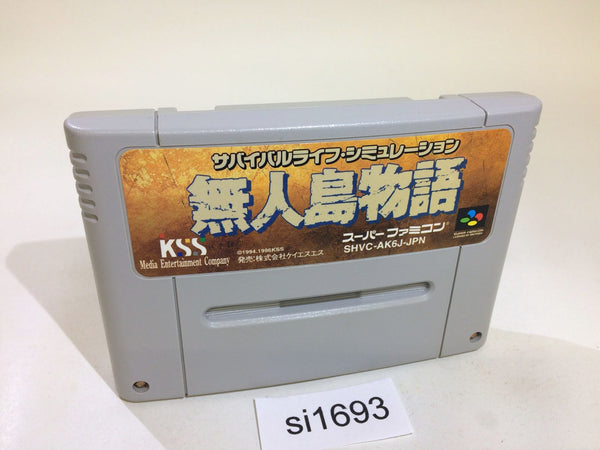 サバイバルライフ・シミュレーション
無人島物語
KSS
Media Entertainment Company
©1994,1996KSS
発売:株式会社ケイエスエス
スーパーファミコン
SHVC-AK6J-JPN
si1693